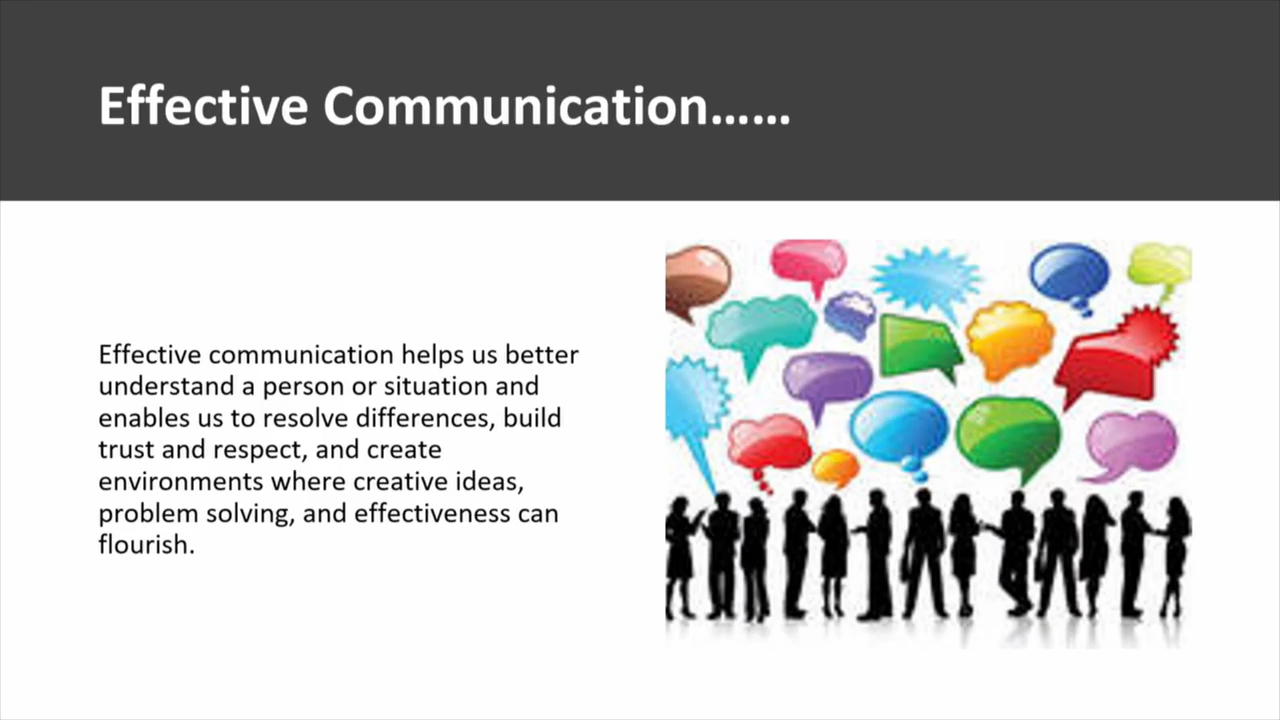 Effective Communication......
Effective communication helps us better
understand a person or situation and
enables us to resolve differences, build
trust and respect, and create
environments where creative ideas,
problem solving, and effectiveness can
flourish.